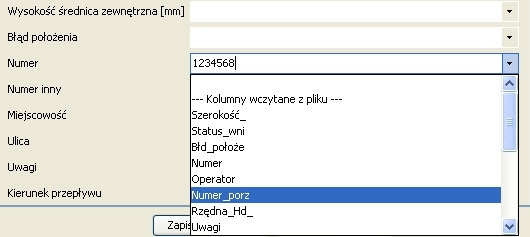 Wysokość średnica zewnętrzna [mm]
Błąd położenia
Numer 1234568
Numer inny
--- Kolumny wczytane z pliku ---
Miejscowość
Szerokość_
Status_wni
Ulica
Błd_położe
Numer
Uwagi
Operator
Kierunek przepływu
Numer_porz
Rzędna_Hd_
Uwagi
Zapis